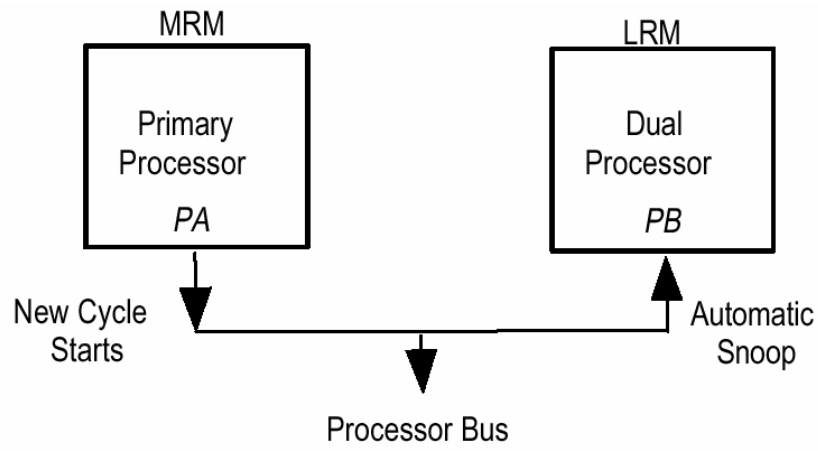 MRM
LRM
Primary
Processor
PA
Dual
Processor
PB
New Cycle
Starts
Automatic
Snoop
Processor Bus